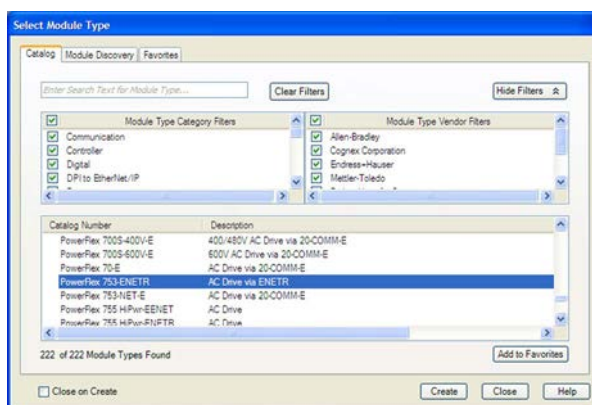 Select Module Type
Catalog Module Discovery Favorites
Enter Search Text for Module Type... Clear Filters Hide Filters
Module Type Category Filters Module Type Vendor Filters
Communication Allen-Bradley
Controller Cognex Corporation
Digital Endress+Hauser
DPI to EtherNet/IP Mettler-Toledo
Catalog Number Description
PowerFlex 700S-400V-E 400/480V AC Drive via 20-COMM-E
PowerFlex 700S-600V-E 600V AC Drive via 20-COMM-E
PowerFlex 70-E AC Drive via 20-COMM-E
PowerFlex 753-ENETR AC Drive via ENETR
PowerFlex 753-NET-E AC Drive via 20-COMM-E
PowerFlex 755 HiPwr-EENET AC Drive
PowerFlex 755 HiPwr-ENETR AC Drive
222 of 222 Module Types Found Add to Favorites
Close on Create Create Close Help